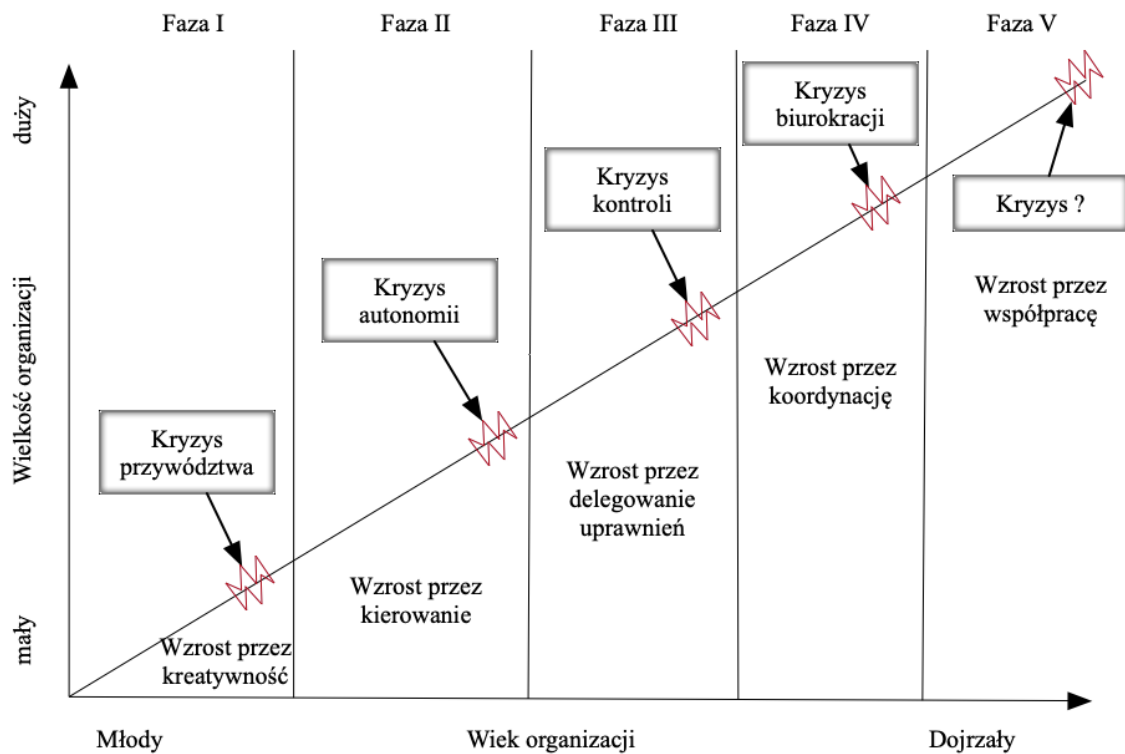 Faza I
Faza II
Faza III
Faza IV
Faza V
duży
Wielkość organizacji
mały
Kryzys
przywództwa
Kryzys
autonomii
Kryzys
kontroli
Kryzys
biurokracji
Kryzys ?
Wzrost przez
kreatywność
Wzrost przez
kierowanie
Wzrost przez
delegowanie
uprawnień
Wzrost przez
koordynację
Wzrost przez
współpracę
Młody
Wiek organizacji
Dojrzały